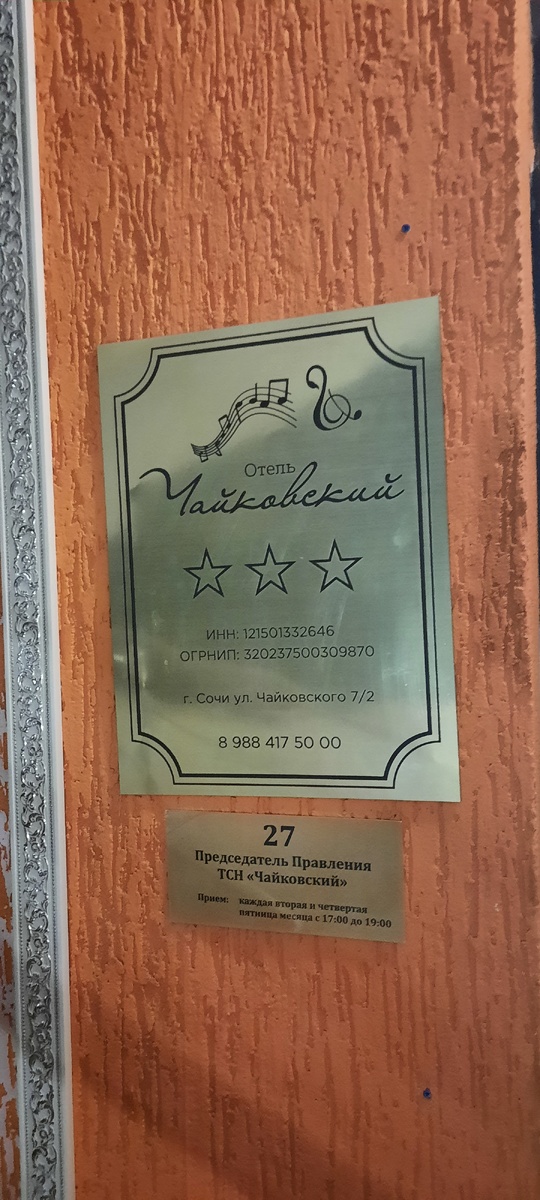 Отель
Чайковский
ИНН: 121501332646
ОГРНИП: 320237500309870
г. Сочи ул. Чайковского 7/2
8 988 417 50 00
27
Председатель Правления
ТСН «Чайковский»
Прием: каждая вторая и четвертая
пятница месяца с 17:00 до 19:00